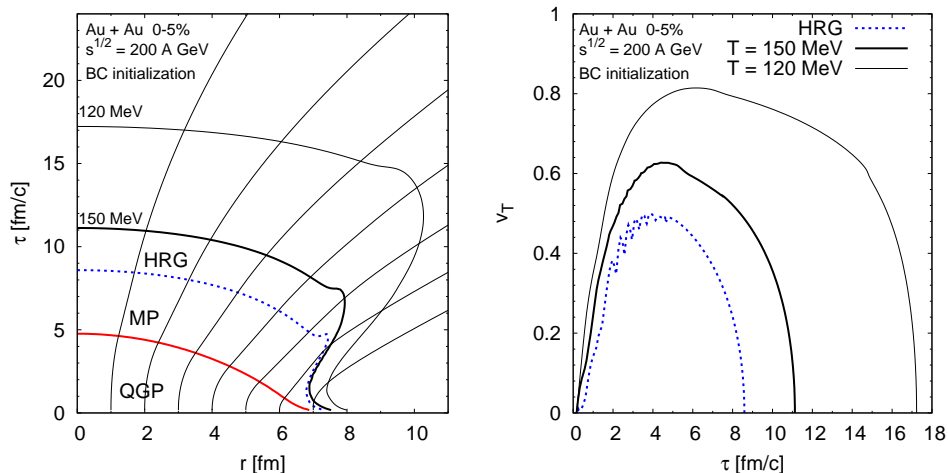 Au + Au 0-5%
s^{1/2} = 200 A GeV
BC initialization
120 MeV
150 MeV
HRG
MP
QGP
0
5
10
15
20
τ [fm/c]
0 2 4 6 8 10
r [fm]
Au + Au 0-5%
s^{1/2} = 200 A GeV
BC initialization
HRG
T = 150 MeV
T = 120 MeV
1
0.8
0.6
0.4
0.2
0
v_T
0 2 4 6 8 10 12 14 16 18
τ [fm/c]